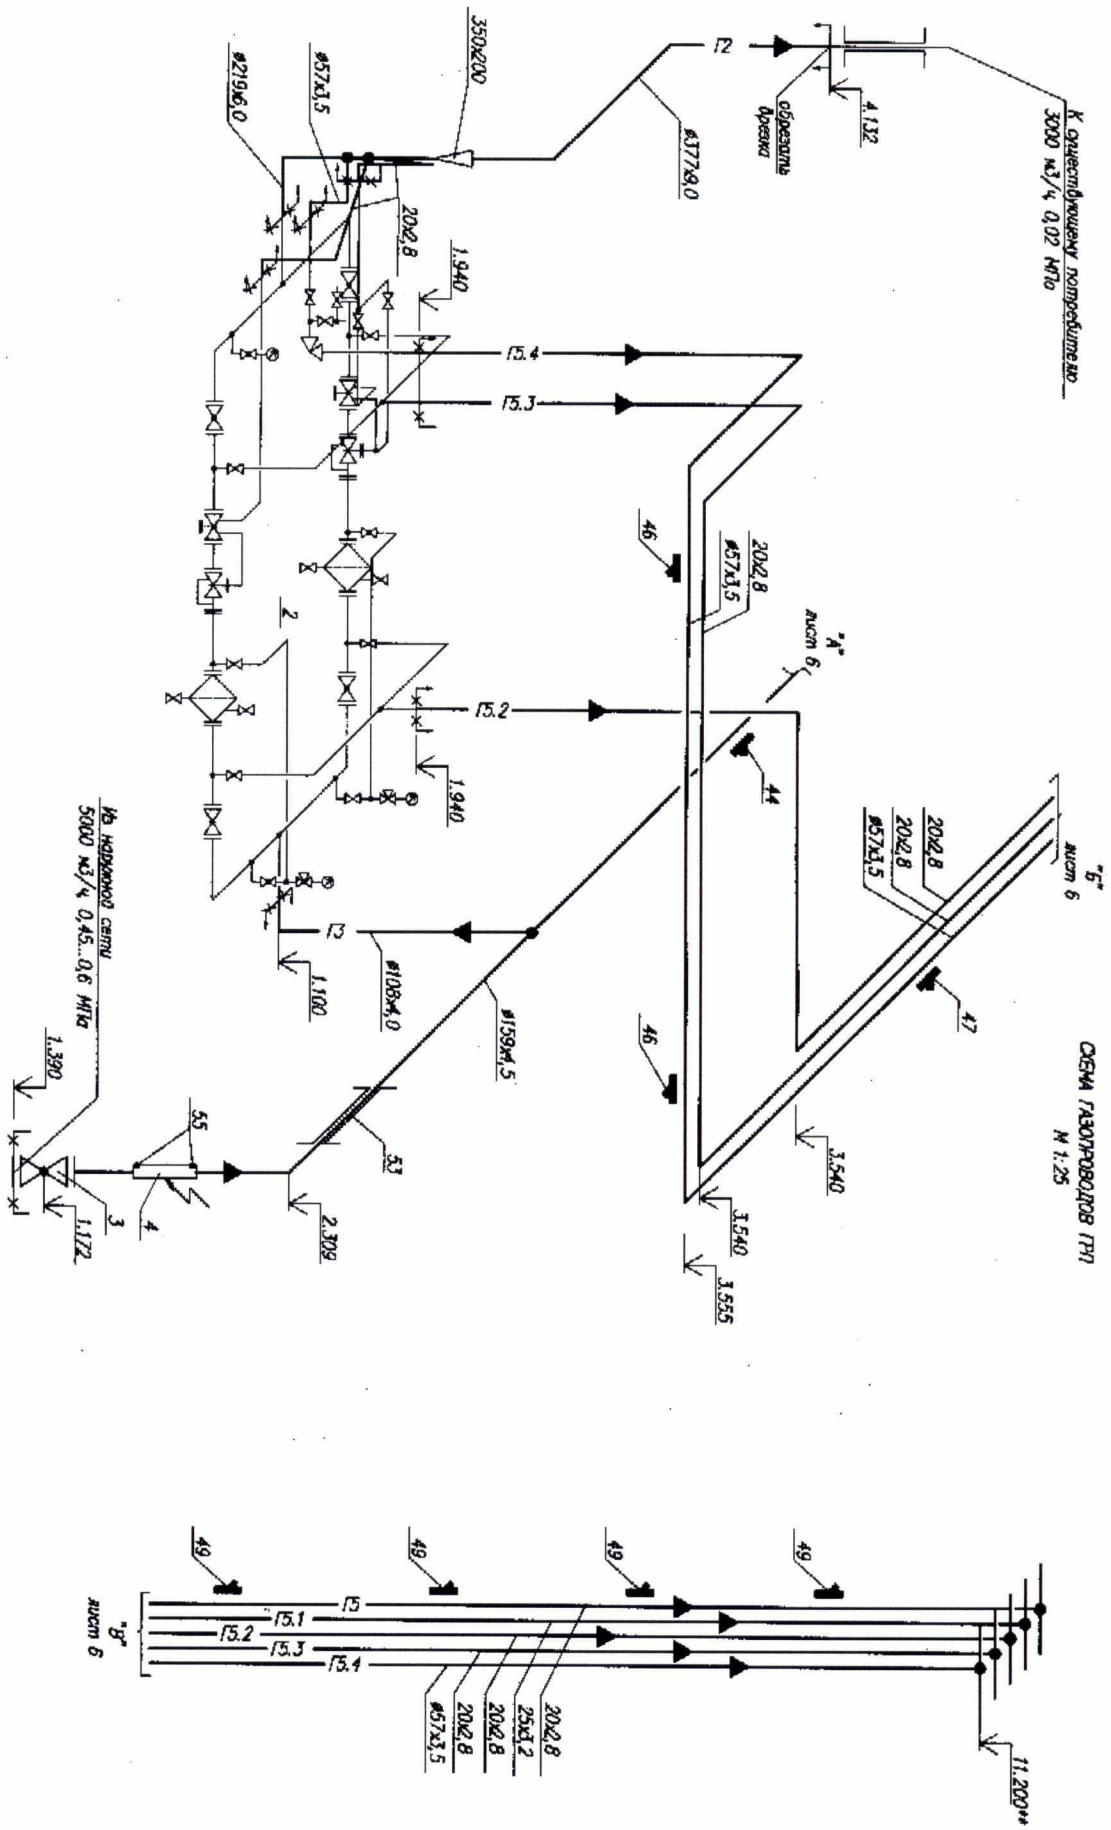 СХЕМА ГАЗОПРОВОДОВ ГРП
М 1:25
К существующему потребителю
3000 м3/ч 0,02 МПа
4.132
обрезать
врезка
Г2
ø377х9,0
350х200
ø57х3,5
ø219х6,0
20х2,8
1.940
Г5.4
Г5.3
46
20х2,8
ø57х3,5
"А"
лист 6
44
Г5.2
1.940
2
"Б"
лист 6
20х2,8
20х2,8
ø57х3,5
47
Г3
ø108х4,0
1.100
ø159х4,5
46
3.540
3.540
3.555
53
2.309
Из наружной сети
5000 м3/ч 0,45...0,6 МПа
1.390
55
4
3
1.172
49
49
49
49
"В"
лист 6
Г5
Г5.1
Г5.2
Г5.3
Г5.4
20х2,8
25х3,2
20х2,8
20х2,8
ø57х3,5
11.200**